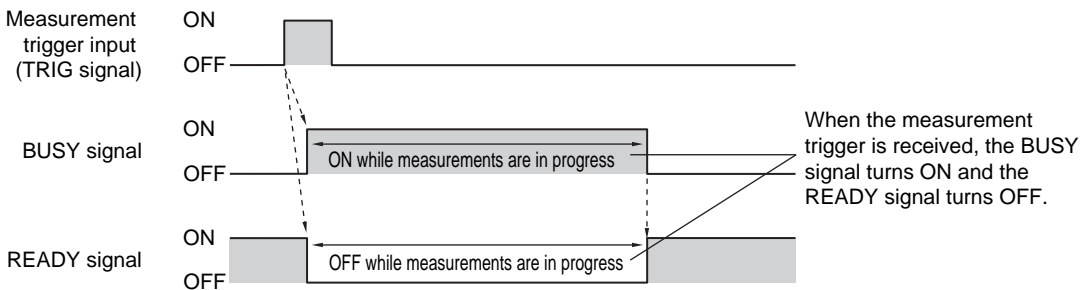 Measurement
trigger input
(TRIG signal)
ON
OFF
BUSY signal
ON
OFF
ON while measurements are in progress
When the measurement
trigger is received, the BUSY
signal turns ON and the
READY signal turns OFF.
READY signal
ON
OFF
OFF while measurements are in progress